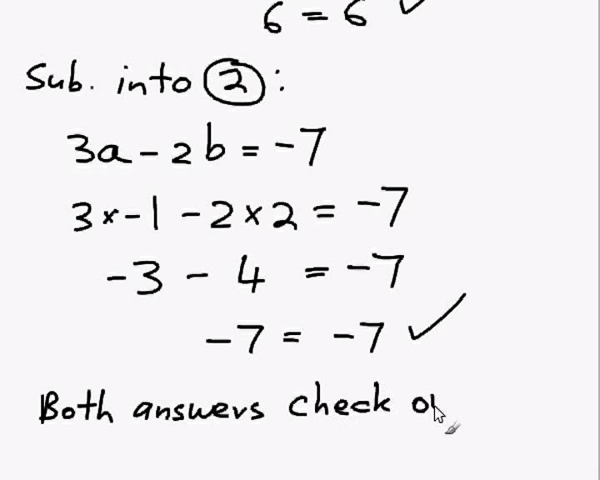 6 = 6 ✓
Sub. into ②:
3a - 2b = -7
3 × -1 - 2 × 2 = -7
-3 - 4 = -7
-7 = -7 ✓
Both answers check